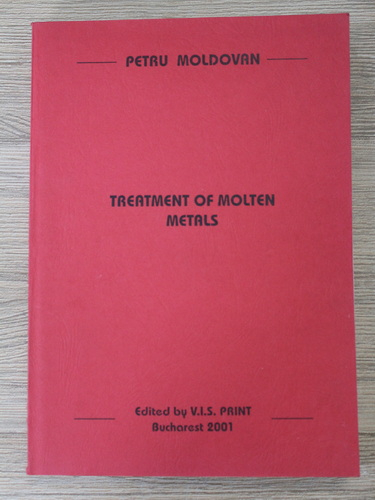 PETRU MOLDOVAN
TREATMENT OF MOLTEN
METALS
Edited by V.I.S. PRINT
Bucharest 2001